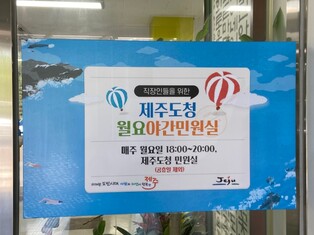 직장인들을 위한
제주도청
월요야간민원실
매주 월요일 18:00~20:00,
제주도청 민원실
(공휴일 제외)
제주
Jeju